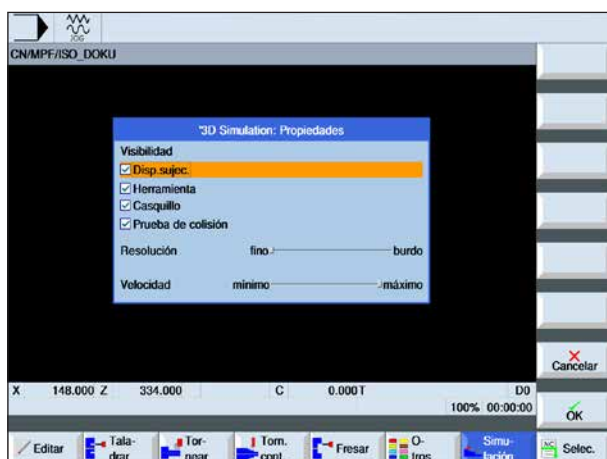 JOG
CN/MPF/ISO_DOKU
'3D Simulation: Propiedades
Visibilidad
Disp.sujec.
Herramienta
Casquillo
Prueba de colisión
Resolución fino burdo
Velocidad mínimo máximo
Cancelar
X 148.000 Z 334.000 C 0.000 T D0
100% 00:00:00
OK
Editar
Tala-
drar
Tor-
near
Torn.
cont.
Fresar
O-
tros
Simu-
lación
NC
Selec.